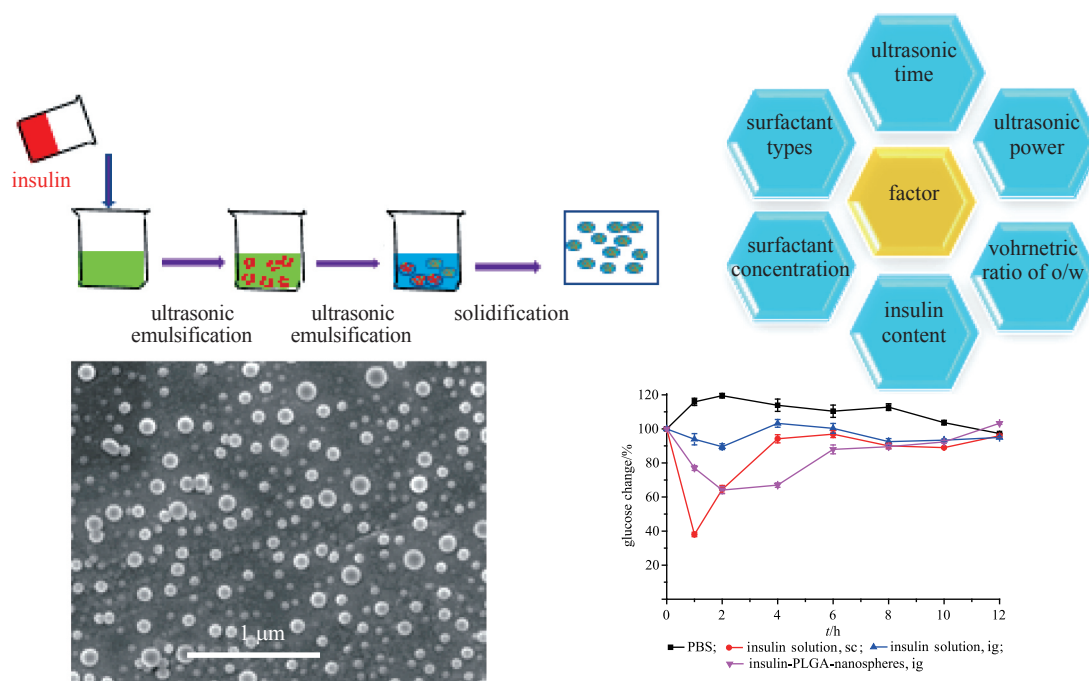 insulin
ultrasonic
emulsification
ultrasonic
emulsification
solidification
ultrasonic
time
surfactant
types
ultrasonic
power
factor
surfactant
concentration
vohrnetric
ratio of o/w
insulin
content
1 μm
120
100
80
60
40
20
glucose change/%
0
2
4
6
8
10
12
t/h
PBS; insulin solution, sc; insulin solution, ig;
insulin-PLGA-nanospheres, ig